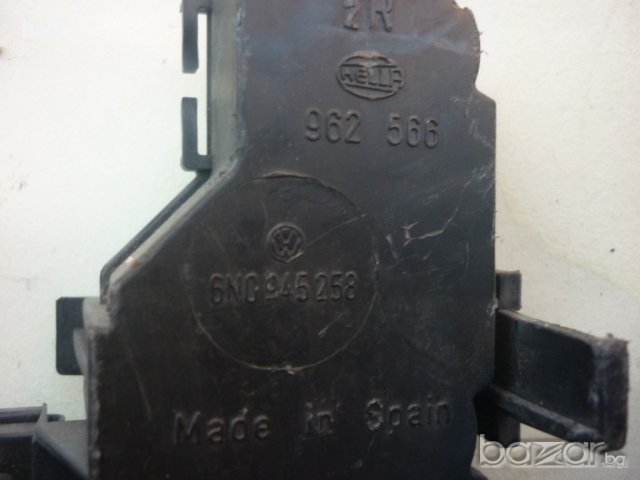 2R
HELLA
962 566
VW
6N0 945 258
Made in Spain
bazar.bg